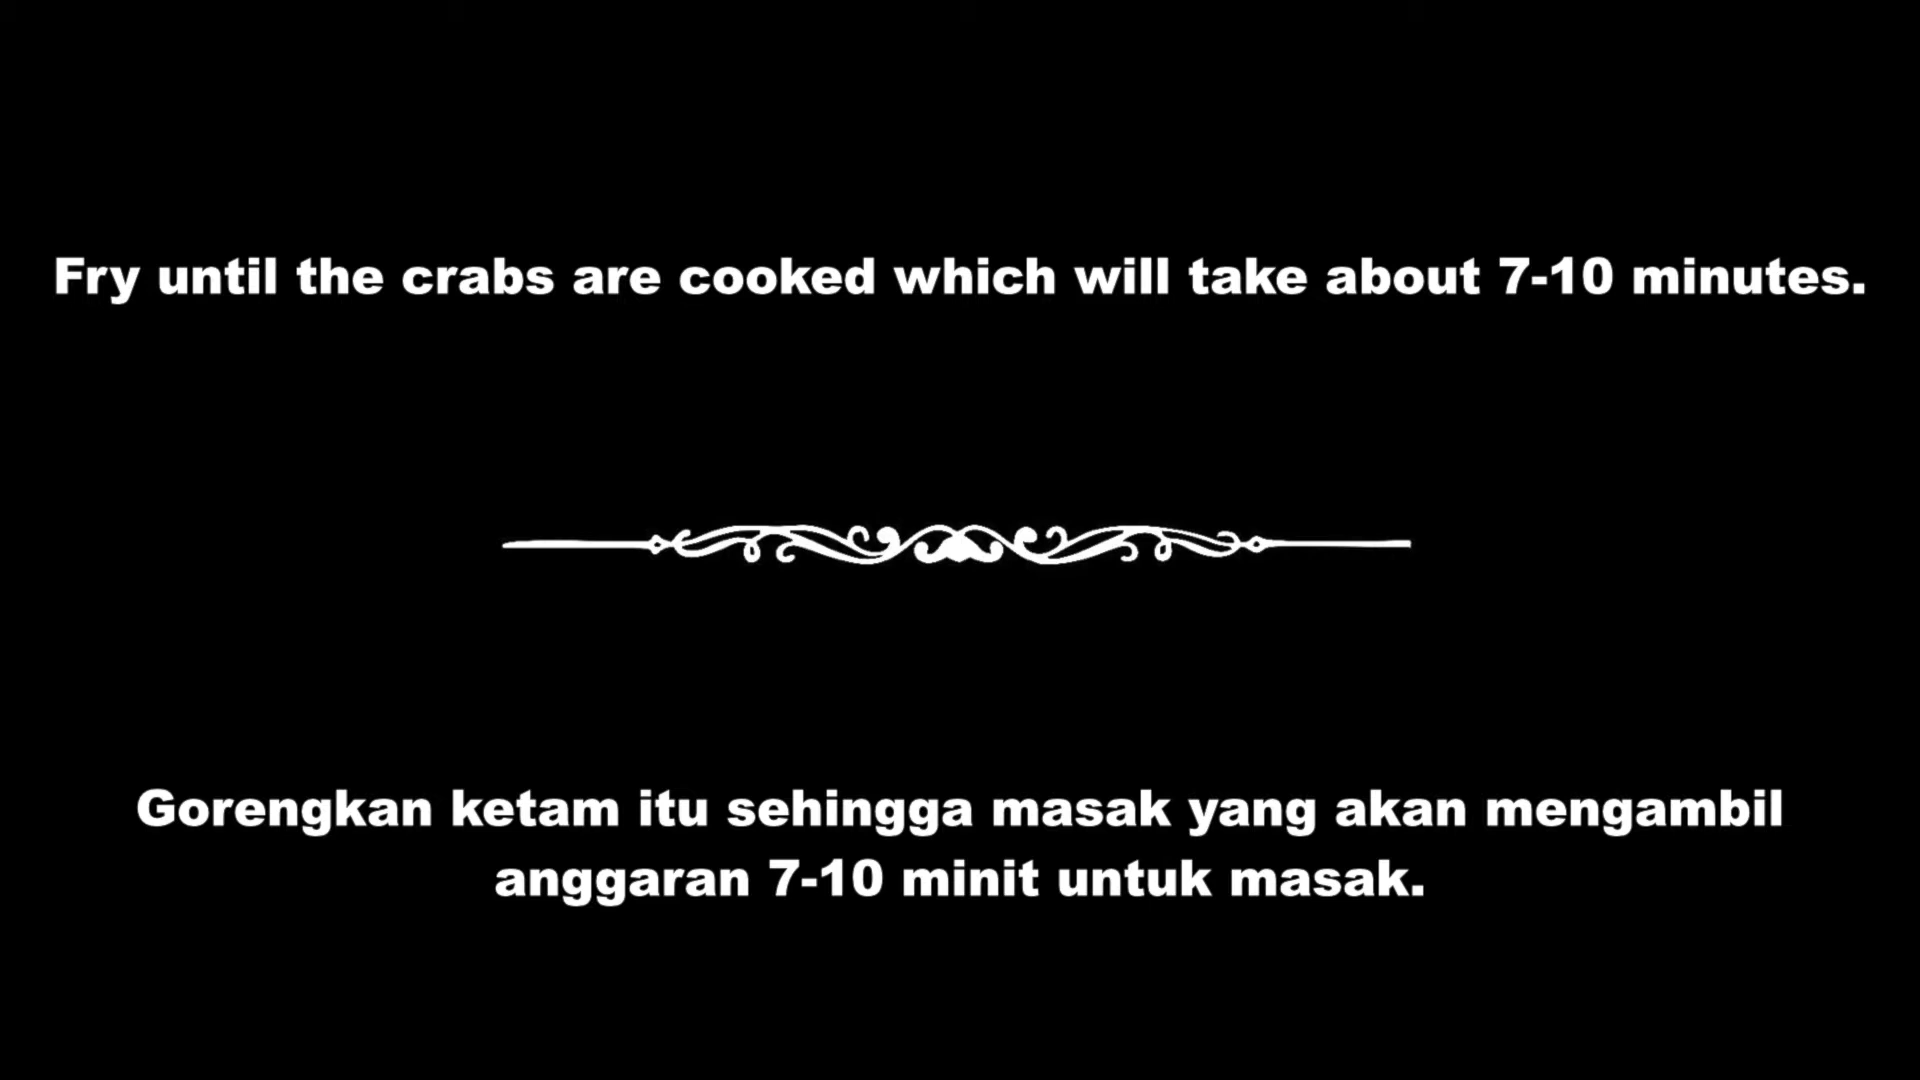 Fry until the crabs are cooked which will take about 7-10 minutes.
Gorengkan ketam itu sehingga masak yang akan mengambil
anggaran 7-10 minit untuk masak.